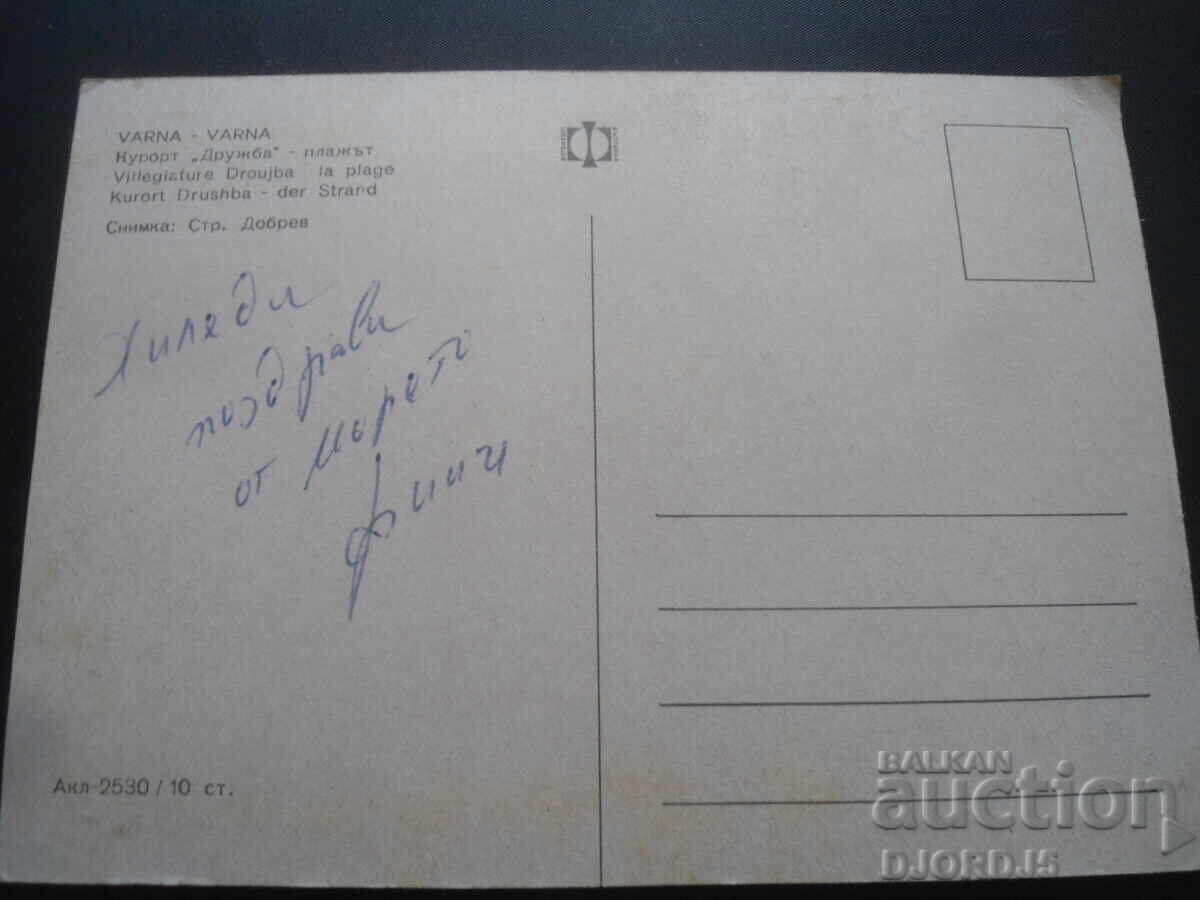 VARNA - VARNA
Курорт „Дружба" - плажът
Villégiature Droujba la plage
Kurort Drushba - der Strand
Снимка: Стр. Добрев
Хиляди
поздрави
от морето
Акл-2530 / 10 ст.
BALKAN
auction
DJORDJ5